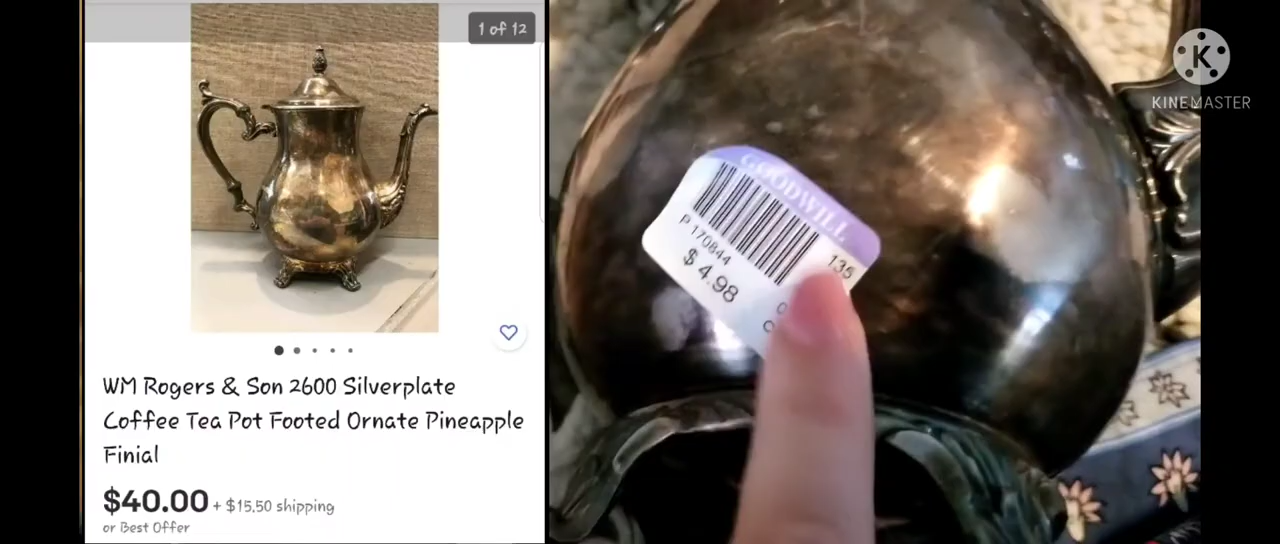 1 of 12
WM Rogers & Son 2600 Silverplate
Coffee Tea Pot Footed Ornate Pineapple
Finial
$40.00 + $15.50 shipping
or Best Offer
GOODWILL
P 170844
135
$4.98
K
KINEMASTER